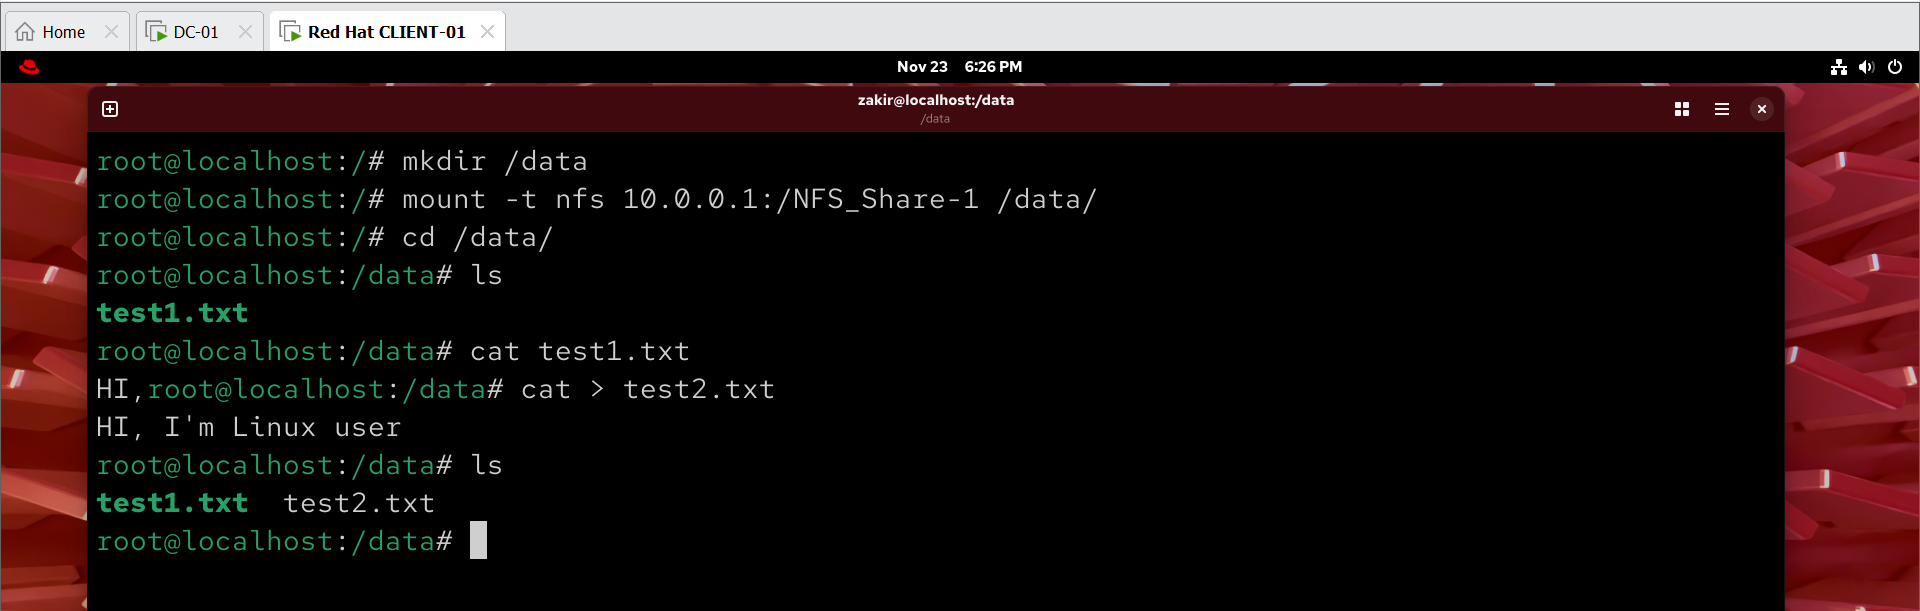 Home DC-01 Red Hat CLIENT-01
Nov 23 6:26 PM
zakir@localhost:/data
/data
root@localhost:/# mkdir /data
root@localhost:/# mount -t nfs 10.0.0.1:/NFS_Share-1 /data/
root@localhost:/# cd /data/
root@localhost:/data# ls
test1.txt
root@localhost:/data# cat test1.txt
HI,root@localhost:/data# cat > test2.txt
HI, I'm Linux user
root@localhost:/data# ls
test1.txt  test2.txt
root@localhost:/data#